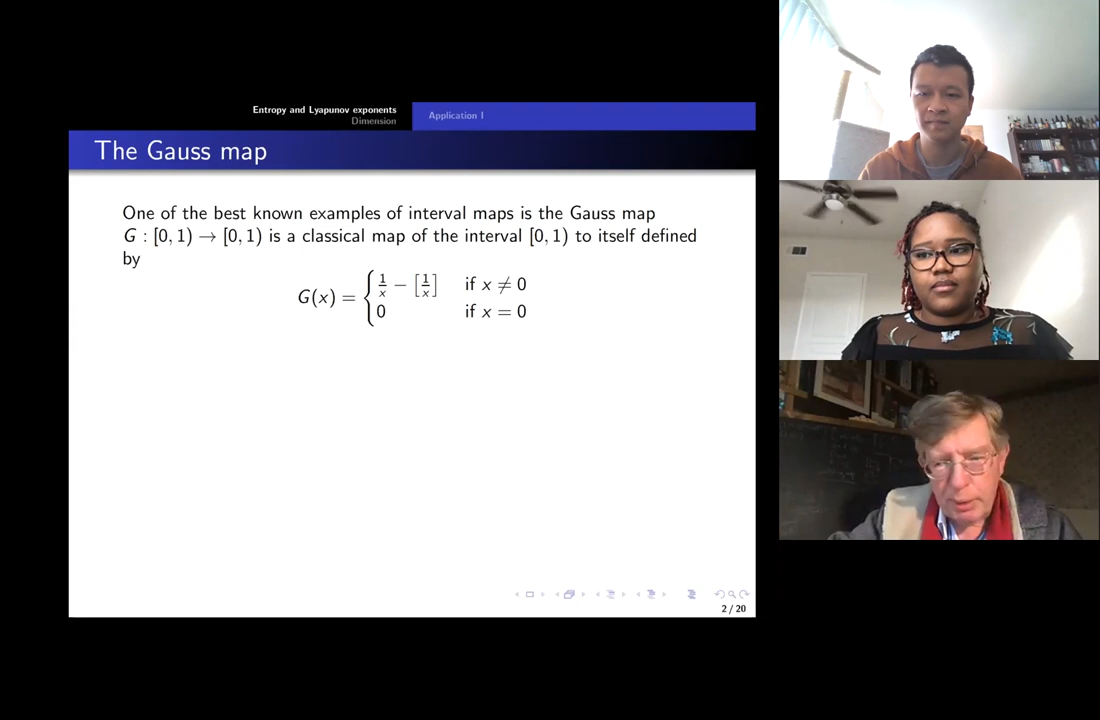 Entropy and Lyapunov exponents
Dimension
Application I
The Gauss map
One of the best known examples of interval maps is the Gauss map
G : [0, 1) → [0, 1) is a classical map of the interval [0, 1) to itself defined
by
G(x) = { 1/x − [1/x] if x ≠ 0
0 if x = 0
2 / 20